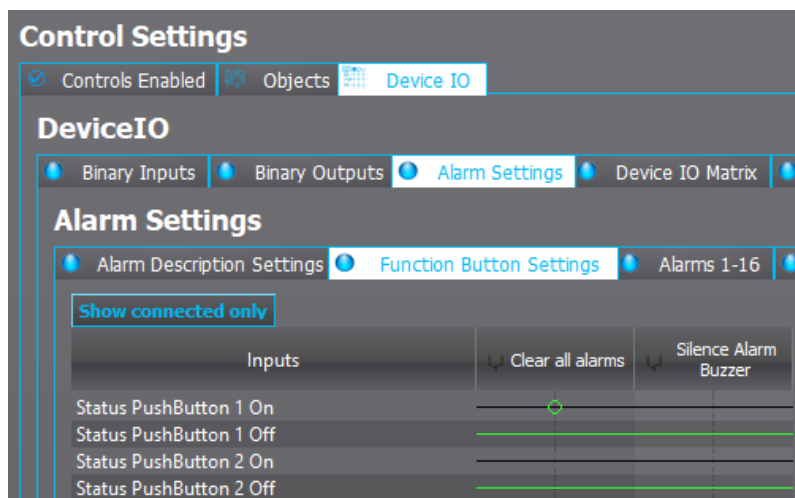 Control Settings
Controls Enabled Objects Device IO
DeviceIO
Binary Inputs Binary Outputs Alarm Settings Device IO Matrix
Alarm Settings
Alarm Description Settings Function Button Settings Alarms 1-16
Show connected only
Inputs Clear all alarms Silence Alarm
Buzzer
Status PushButton 1 On
Status PushButton 1 Off
Status PushButton 2 On
Status PushButton 2 Off